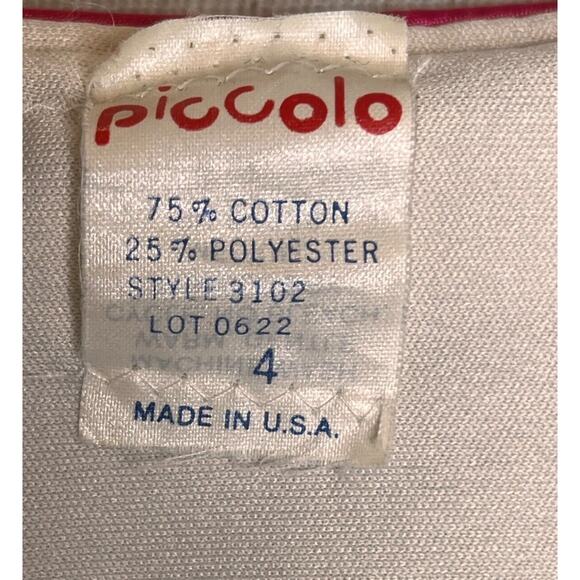 piccolo
75% COTTON
25% POLYESTER
STYLE 3102
LOT 0622
4
MADE IN U.S.A.